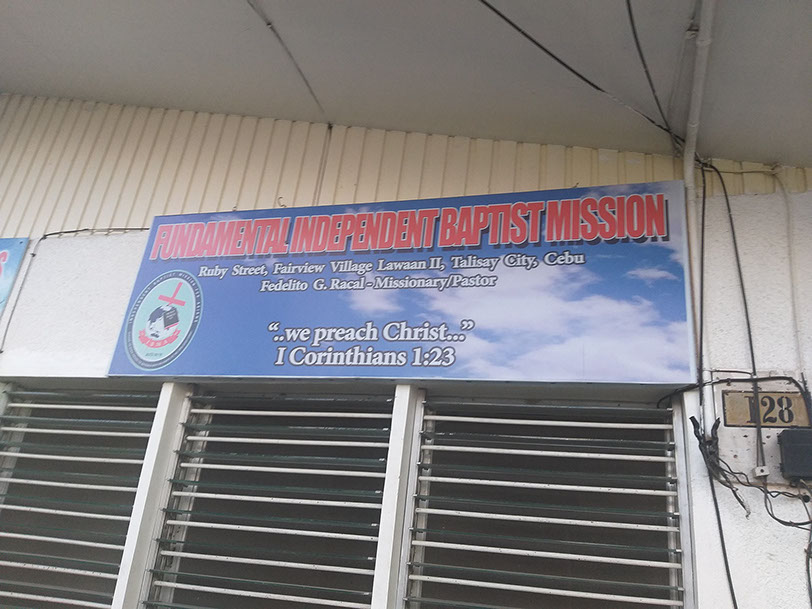 FUNDAMENTAL INDEPENDENT BAPTIST MISSION
Ruby Street, Fairview Village Lawaan II, Talisay City, Cebu
Fedelito G. Racal - Missionary/Pastor
“..we preach Christ...”
I Corinthians 1:23
128